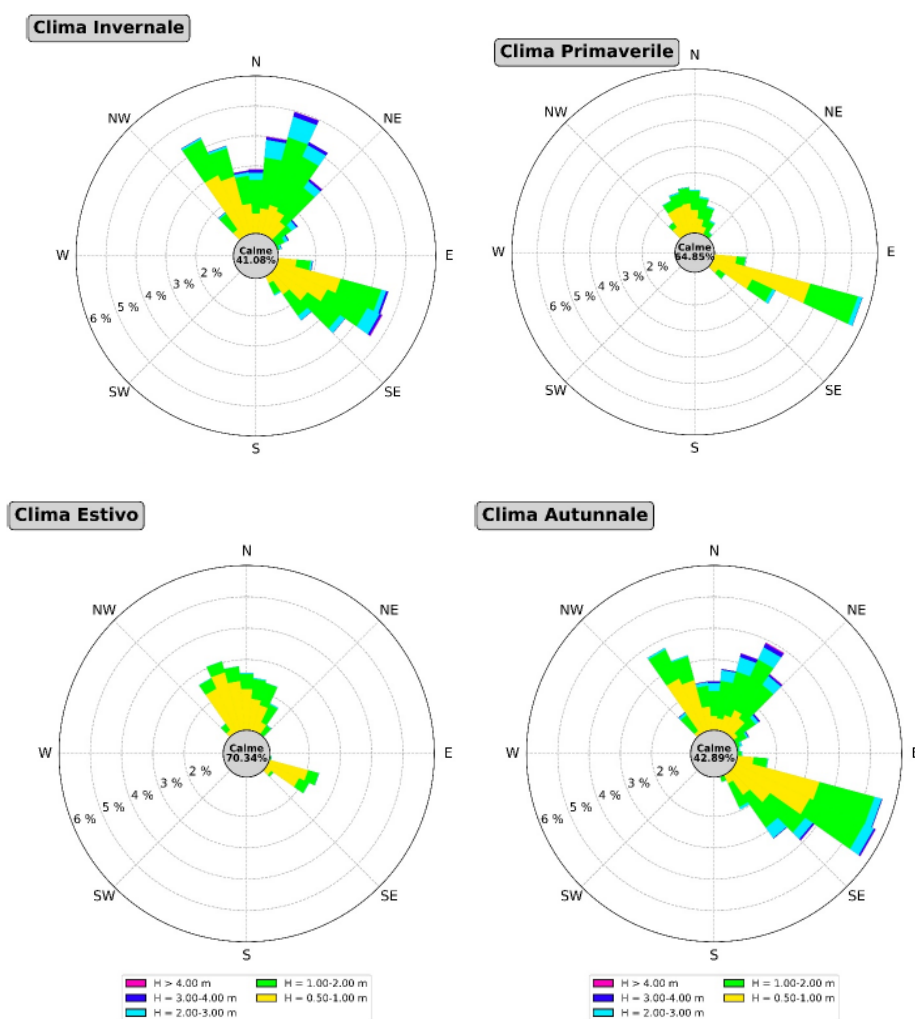 Clima Invernale
N
NW
NE
W
Calme
41.08%
E
2 %
3 %
4 %
5 %
6 %
SW
SE
S
Clima Primaverile
N
NW
NE
W
Calme
64.85%
E
2 %
3 %
4 %
5 %
6 %
SW
SE
S
Clima Estivo
N
NW
NE
W
Calme
70.34%
E
2 %
3 %
4 %
5 %
6 %
SW
SE
S
Clima Autunnale
N
NW
NE
W
Calme
42.89%
E
2 %
3 %
4 %
5 %
6 %
SW
SE
S
H > 4.00 m
H = 3.00-4.00 m
H = 2.00-3.00 m
H = 1.00-2.00 m
H = 0.50-1.00 m
H > 4.00 m
H = 3.00-4.00 m
H = 2.00-3.00 m
H = 1.00-2.00 m
H = 0.50-1.00 m